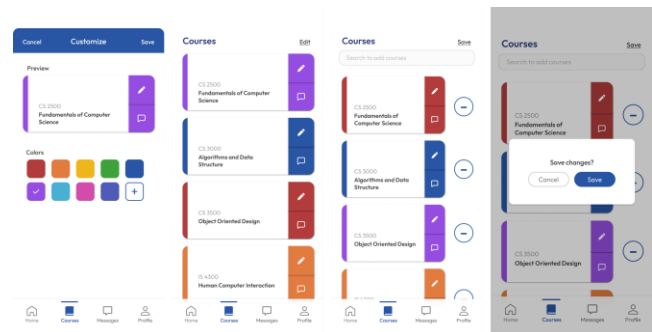 Cancel Customize Save
Preview
CS 2500
Fundamentals of Computer
Science
Colors
Home Courses Messages Profile
Courses Edit
CS 2500
Fundamentals of Computer
Science
CS 3000
Algorithms and Data
Structure
CS 3500
Object Oriented Design
IS 4300
Human Computer Interaction
Home Courses Messages Profile
Courses Save
Search to add courses
CS 2500
Fundamentals of
Computer Science
CS 3000
Algorithms and Data
Structure
CS 3500
Object Oriented Design
Home Courses Messages Profile
Courses Save
Search to add courses
CS 2500
Fundamentals of
Computer Science
Save changes?
Cancel Save
CS 3500
Object Oriented Design
Home Courses Messages Profile